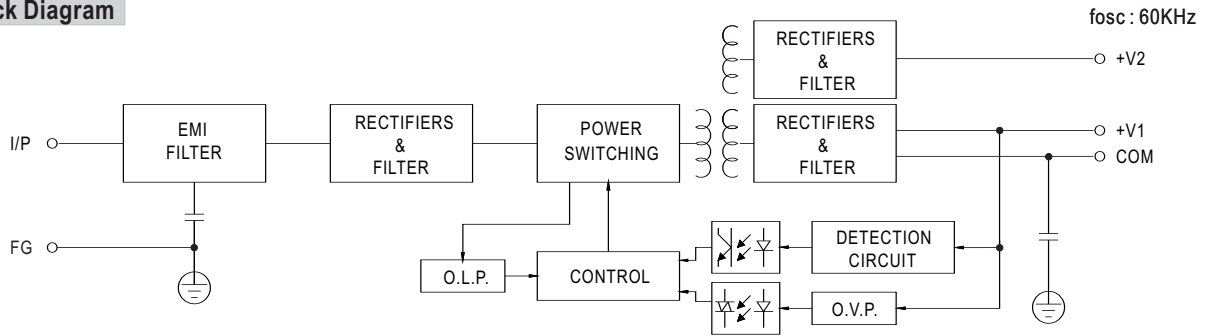 ck Diagram
fosc : 60KHz
RECTIFIERS
&
FILTER
+V2
I/P
EMI
FILTER
RECTIFIERS
&
FILTER
POWER
SWITCHING
RECTIFIERS
&
FILTER
+V1
COM
FG
O.L.P.
CONTROL
DETECTION
CIRCUIT
O.V.P.